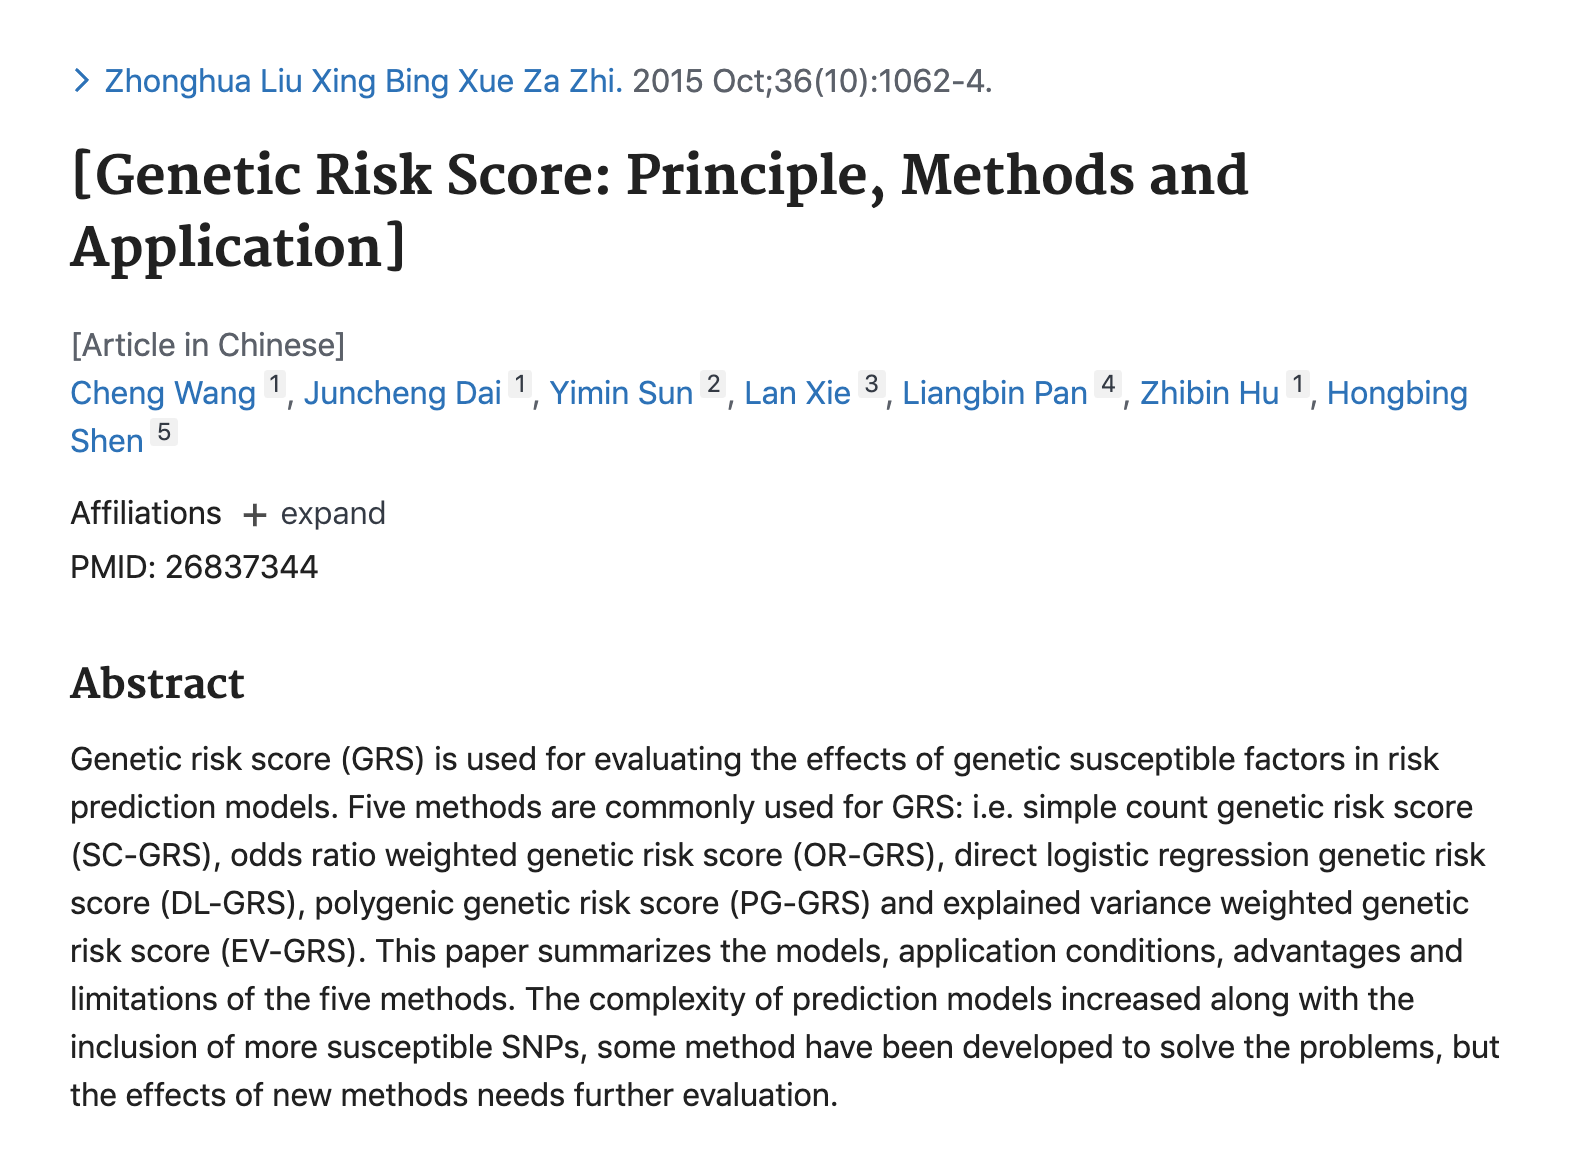 > Zhonghua Liu Xing Bing Xue Za Zhi. 2015 Oct;36(10):1062-4.
[Genetic Risk Score: Principle, Methods and
Application]
[Article in Chinese]
Cheng Wang 1, Juncheng Dai 1, Yimin Sun 2, Lan Xie 3, Liangbin Pan 4, Zhibin Hu 1, Hongbing
Shen 5
Affiliations + expand
PMID: 26837344
Abstract
Genetic risk score (GRS) is used for evaluating the effects of genetic susceptible factors in risk
prediction models. Five methods are commonly used for GRS: i.e. simple count genetic risk score
(SC-GRS), odds ratio weighted genetic risk score (OR-GRS), direct logistic regression genetic risk
score (DL-GRS), polygenic genetic risk score (PG-GRS) and explained variance weighted genetic
risk score (EV-GRS). This paper summarizes the models, application conditions, advantages and
limitations of the five methods. The complexity of prediction models increased along with the
inclusion of more susceptible SNPs, some method have been developed to solve the problems, but
the effects of new methods needs further evaluation.